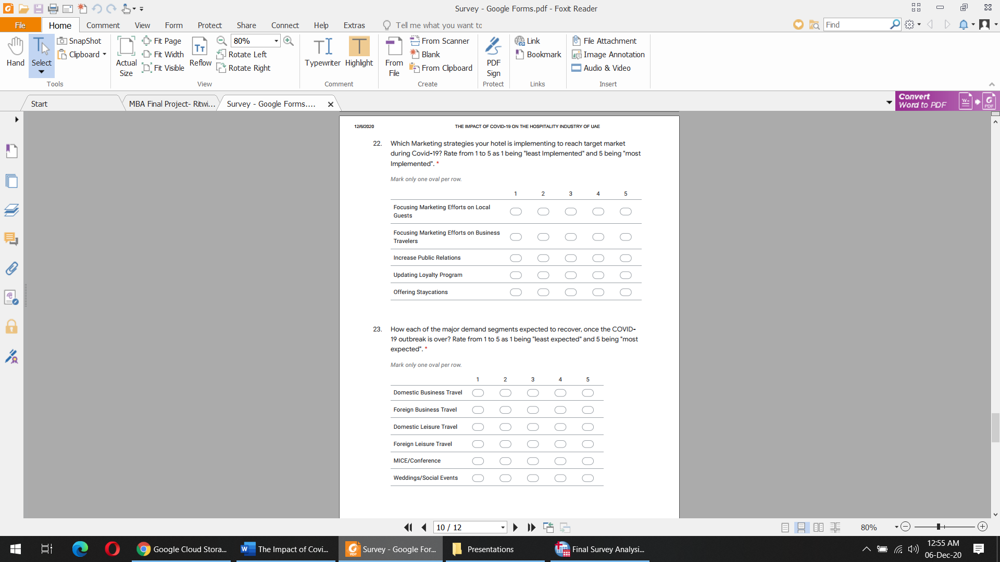 Survey - Google Forms.pdf - Foxit Reader
File Home Comment View Form Protect Share Connect Help Extras Tell me what you want to Find
Hand
Select
SnapShot
Clipboard
Tools
Actual Size
Fit Page
Fit Width
Fit Visible
Reflow
80%
Rotate Left
Rotate Right
View
Typewriter
Highlight
Comment
From File
From Scanner
Blank
From Clipboard
Create
PDF Sign
Protect
Link
Bookmark
Links
File Attachment
Image Annotation
Audio & Video
Insert
Start
MBA Final Project- Ritwi...
Survey - Google Forms....
Convert
Word to PDF
12/6/2020 THE IMPACT OF COVID-19 ON THE HOSPITALITY INDUSTRY OF UAE
22. Which Marketing strategies your hotel is implementing to reach target market
during Covid-19? Rate from 1 to 5 as 1 being "least Implemented" and 5 being "most
Implemented". *
Mark only one oval per row.
1 2 3 4 5
Focusing Marketing Efforts on Local
Guests
Focusing Marketing Efforts on Business
Travelers
Increase Public Relations
Updating Loyalty Program
Offering Staycations
23. How each of the major demand segments expected to recover, once the COVID-
19 outbreak is over? Rate from 1 to 5 as 1 being "least expected" and 5 being "most
expected". *
Mark only one oval per row.
1 2 3 4 5
Domestic Business Travel
Foreign Business Travel
Domestic Leisure Travel
Foreign Leisure Travel
MICE/Conference
Weddings/Social Events
10 / 12
80%
Google Cloud Stora...
The Impact of Covi...
Survey - Google For...
Presentations
Final Survey Analysi...
12:55 AM
06-Dec-20